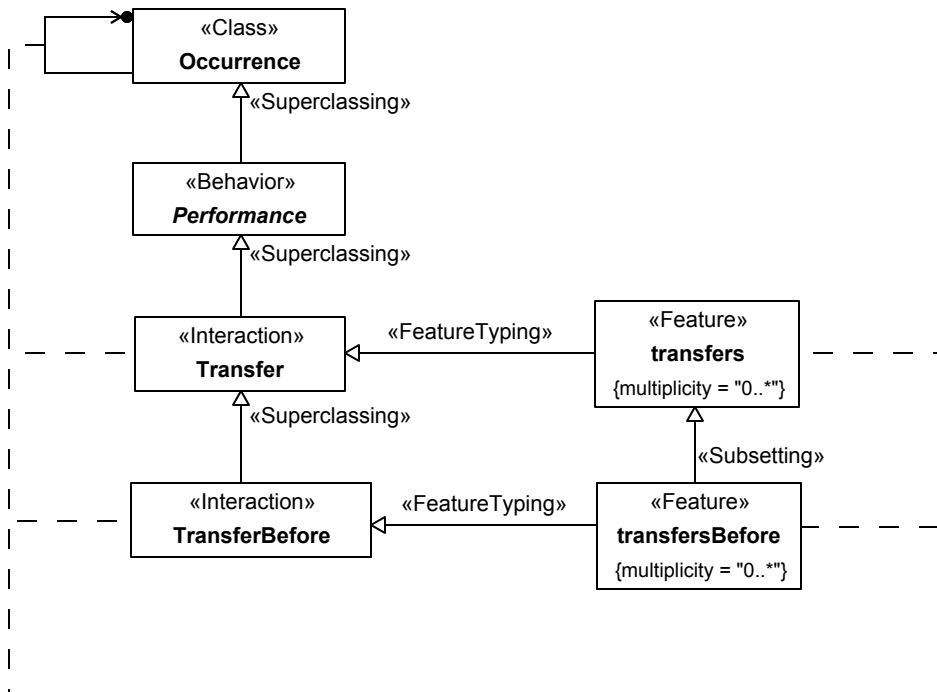 «Class»
Occurrence
«Superclassing»
«Behavior»
Performance
«Superclassing»
«Interaction»
Transfer
«FeatureTyping»
«Feature»
transfers
{multiplicity = "0..*"}
«Superclassing»
«Subsetting»
«Interaction»
TransferBefore
«FeatureTyping»
«Feature»
transfersBefore
{multiplicity = "0..*"}